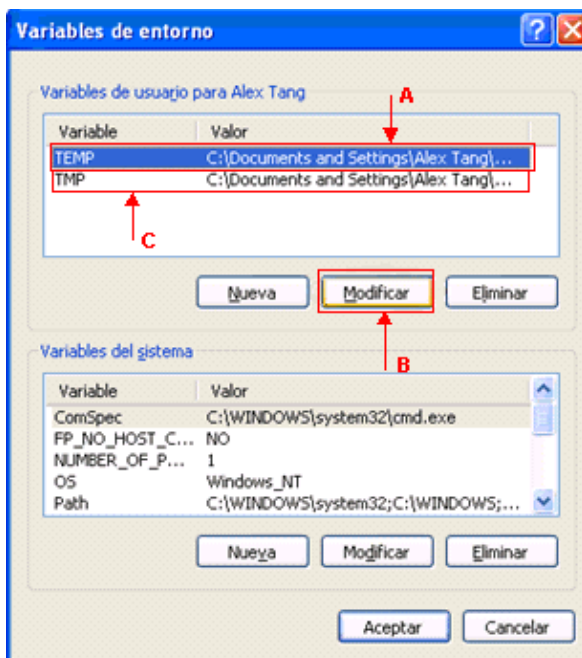 Variables de entorno
Variables de usuario para Alex Tang
A
Variable Valor
TEMP C:\Documents and Settings\Alex Tang\...
TMP C:\Documents and Settings\Alex Tang\...
C
Nueva Modificar Eliminar
B
Variables del sistema
Variable Valor
ComSpec C:\WINDOWS\system32\cmd.exe
FP_NO_HOST_C... NO
NUMBER_OF_P... 1
OS Windows_NT
Path C:\WINDOWS\system32;C:\WINDOWS;...
Nueva Modificar Eliminar
Aceptar Cancelar